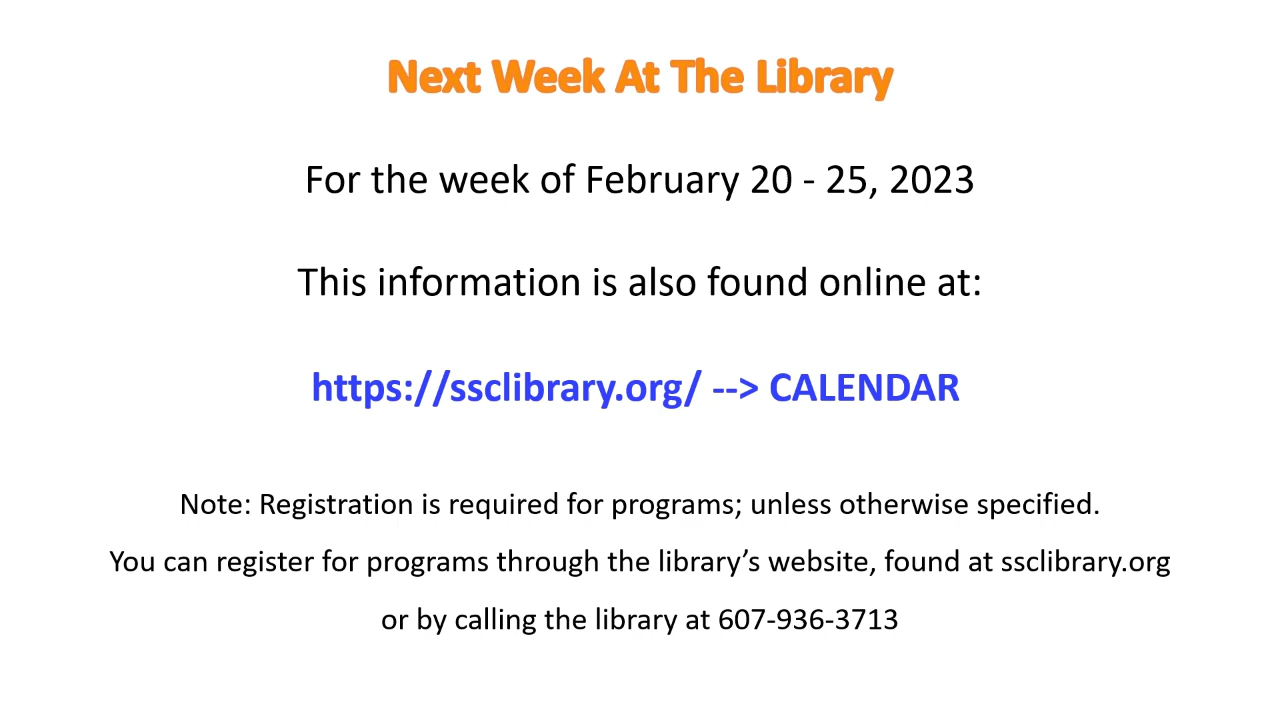 Next Week At The Library
For the week of February 20 - 25, 2023
This information is also found online at:
https://ssclibrary.org/ --> CALENDAR
Note: Registration is required for programs; unless otherwise specified.
You can register for programs through the library’s website, found at ssclibrary.org
or by calling the library at 607-936-3713